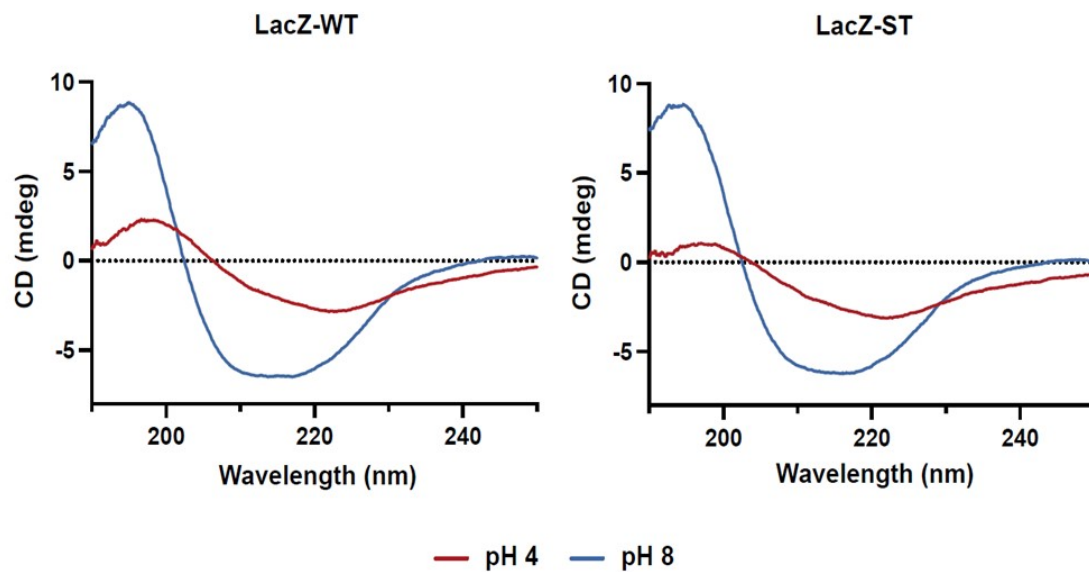 LacZ-WT
10
5
0
-5
CD (mdeg)
200
220
240
Wavelength (nm)
LacZ-ST
10
5
0
-5
CD (mdeg)
200
220
240
Wavelength (nm)
pH 4
pH 8